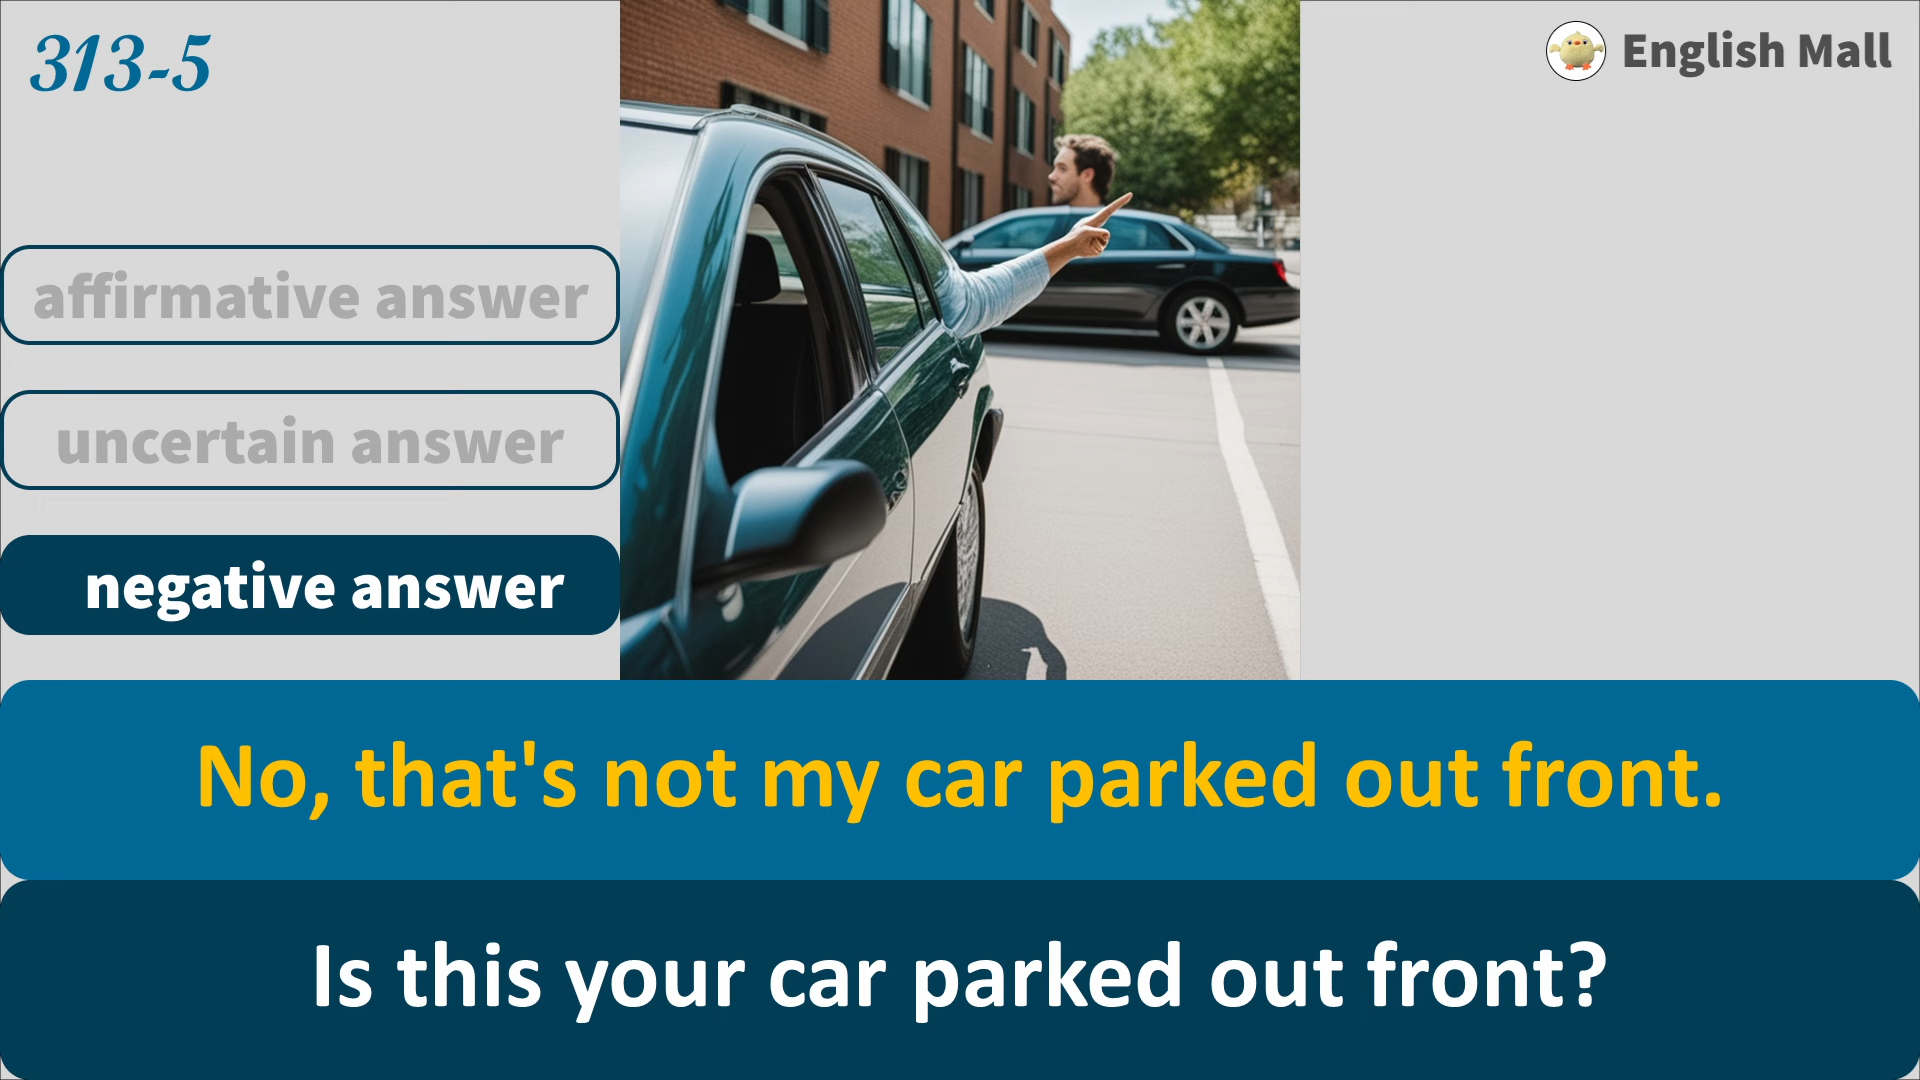 313-5
English Mall
affirmative answer
uncertain answer
negative answer
No, that's not my car parked out front.
Is this your car parked out front?